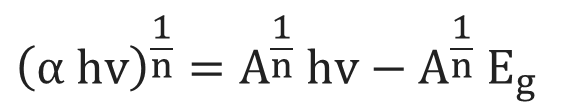 (α hv)^{1/n} = A^{1/n} hv − A^{1/n} E_g